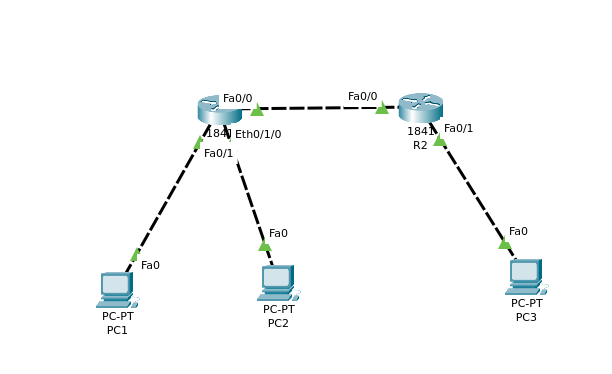 Fa0/0
Fa0/0
1841
Eth0/1/0
Fa0/1
1841
R2
Fa0/1
Fa0
Fa0
Fa0
PC-PT
PC1
PC-PT
PC2
PC-PT
PC3